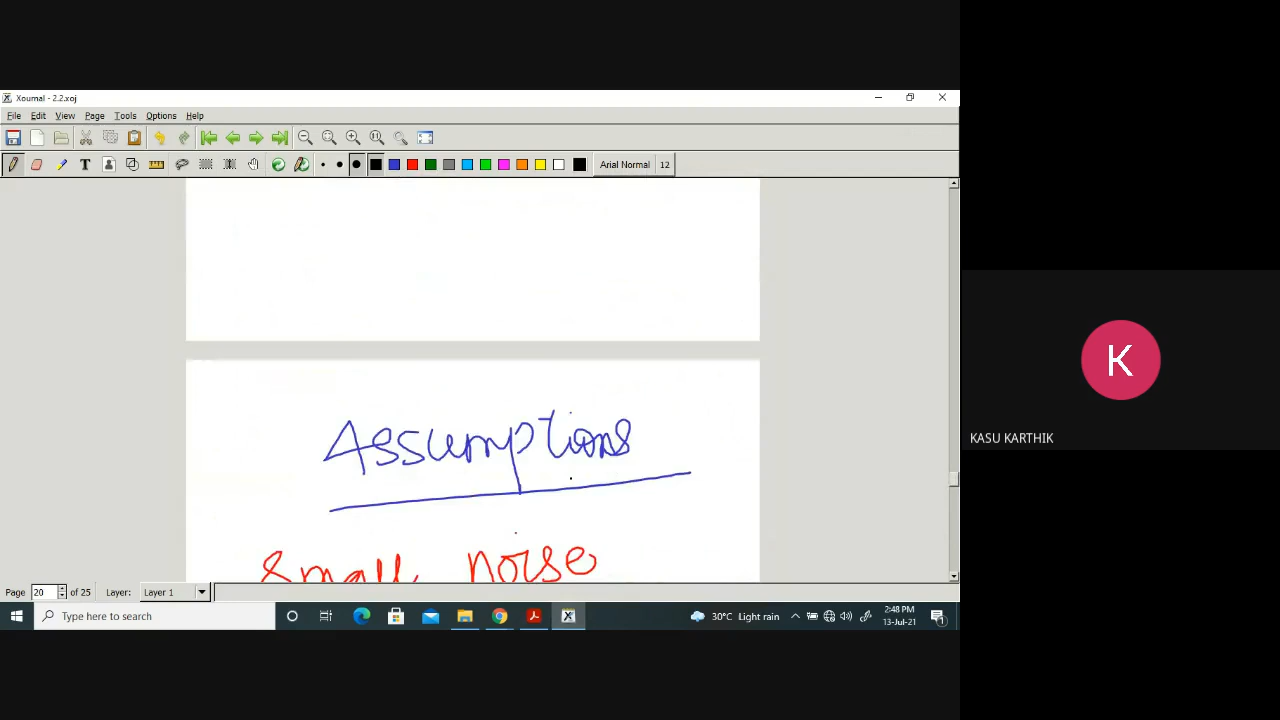 Xournal - 2.2.xoj
File Edit View Page Tools Options Help
Arial Normal 12
Assumptions
Small noise
K
KASU KARTHIK
Page 20 of 25 Layer: Layer 1
Type here to search
30°C Light rain
2:48 PM
13-Jul-21
1